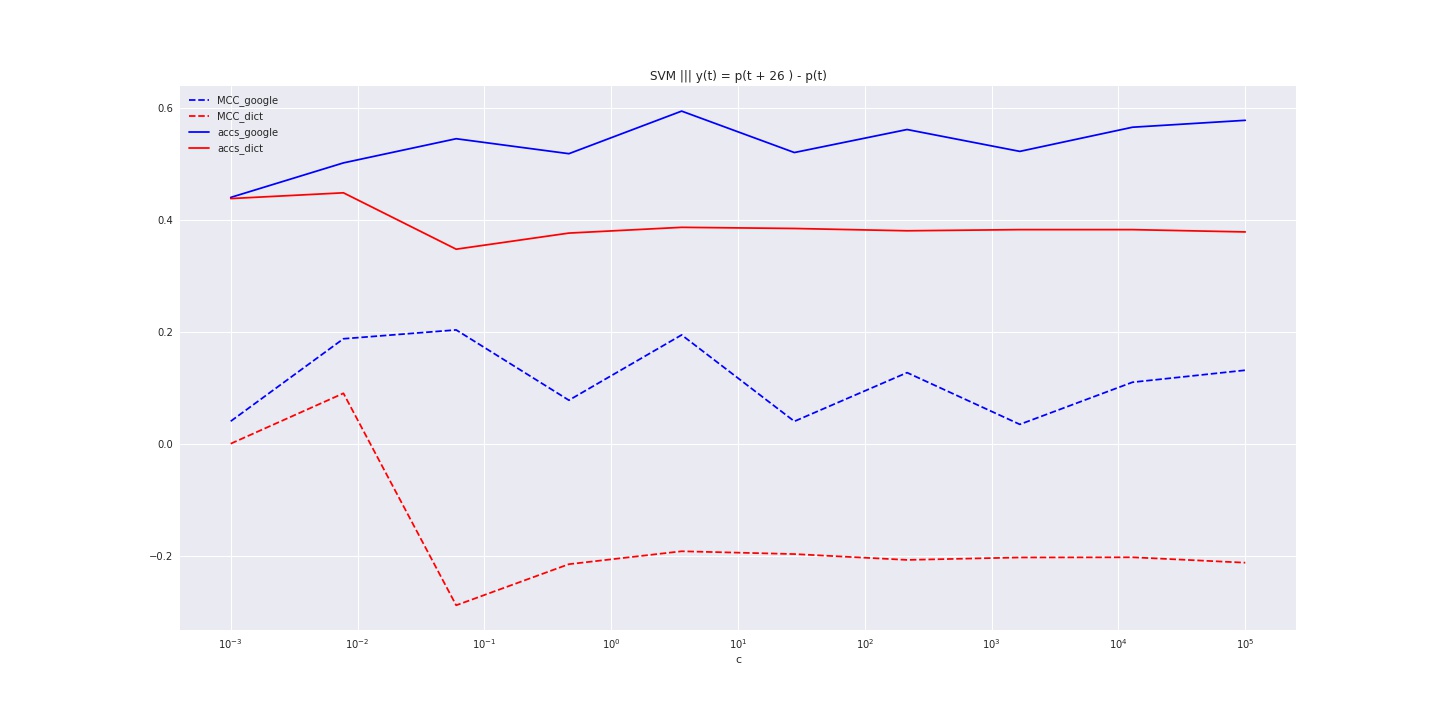 SVM ||| y(t) = p(t + 26 ) - p(t)
MCC_google
MCC_dict
accs_google
accs_dict
0.6
0.4
0.2
0.0
−0.2
10⁻³ 10⁻² 10⁻¹ 10⁰ 10¹ 10² 10³ 10⁴ 10⁵
c